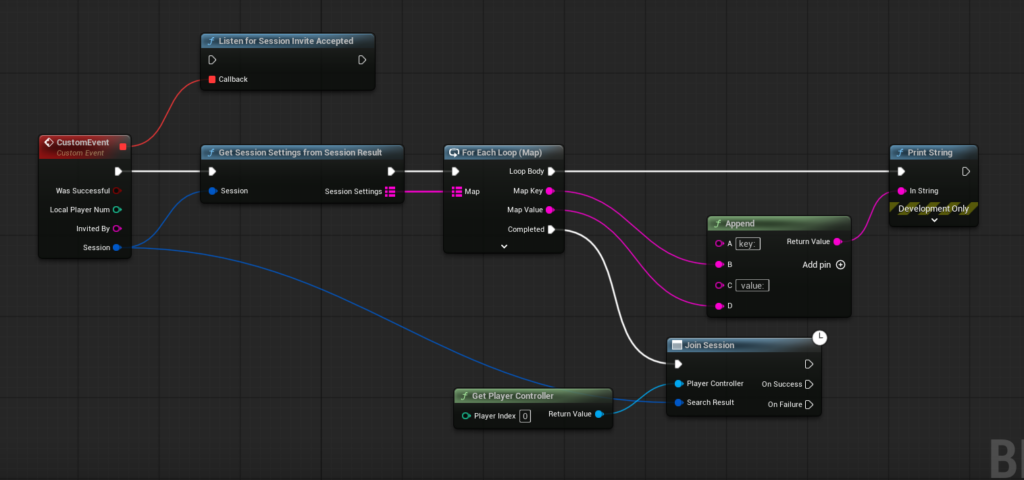 Listen for Session Invite Accepted
Callback
CustomEvent
Custom Event
Was Successful
Local Player Num
Invited By
Session
Get Session Settings from Session Result
Session
Session Settings
For Each Loop (Map)
Loop Body
Map
Map Key
Map Value
Completed
Print String
In String
Development Only
Append
A key:
Return Value
B
Add pin
C value:
D
Join Session
Player Controller
On Success
Search Result
On Failure
Get Player Controller
Player Index 0
Return Value